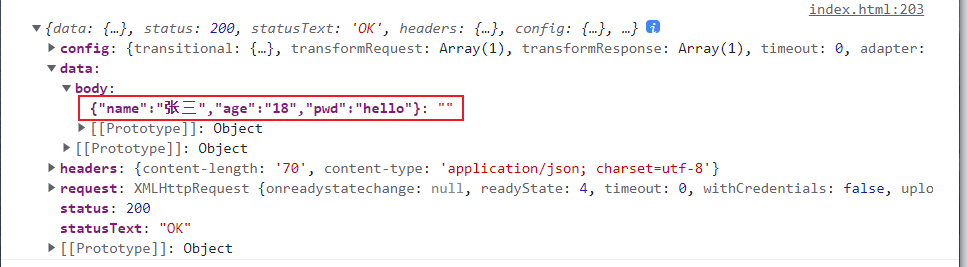 index.html:203
▼{data: {…}, status: 200, statusText: 'OK', headers: {…}, config: {…}, …} i
▶config: {transitional: {…}, transformRequest: Array(1), transformResponse: Array(1), timeout: 0, adapter:
▼data:
▼body:
{"name":"张三","age":"18","pwd":"hello"}: ""
▶[[Prototype]]: Object
▶[[Prototype]]: Object
▶headers: {content-length: '70', content-type: 'application/json; charset=utf-8'}
▶request: XMLHttpRequest {onreadystatechange: null, readyState: 4, timeout: 0, withCredentials: false, uplo
status: 200
statusText: "OK"
▶[[Prototype]]: Object